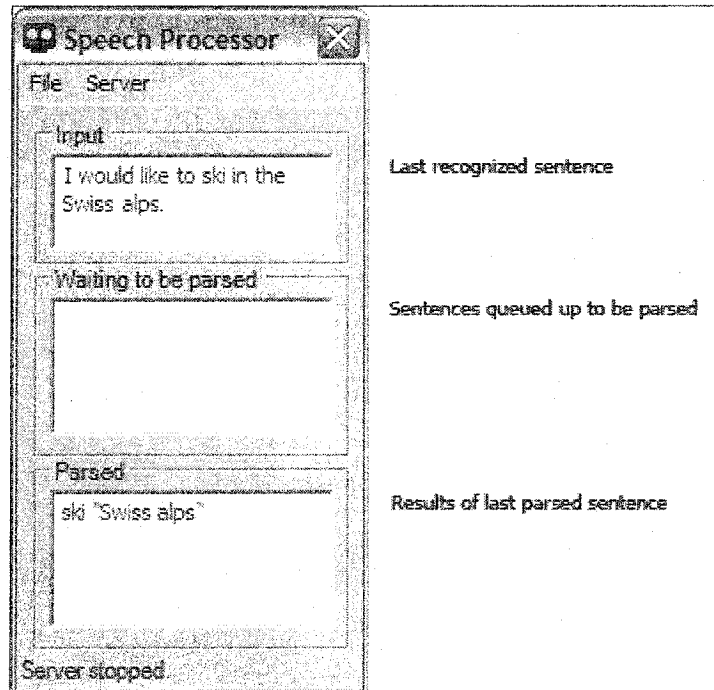 Speech Processor
File Server
Input
I would like to ski in the
Swiss alps.
Last recognized sentence
Waiting to be parsed
Sentences queued up to be parsed
Parsed
ski "Swiss alps"
Results of last parsed sentence
Server stopped